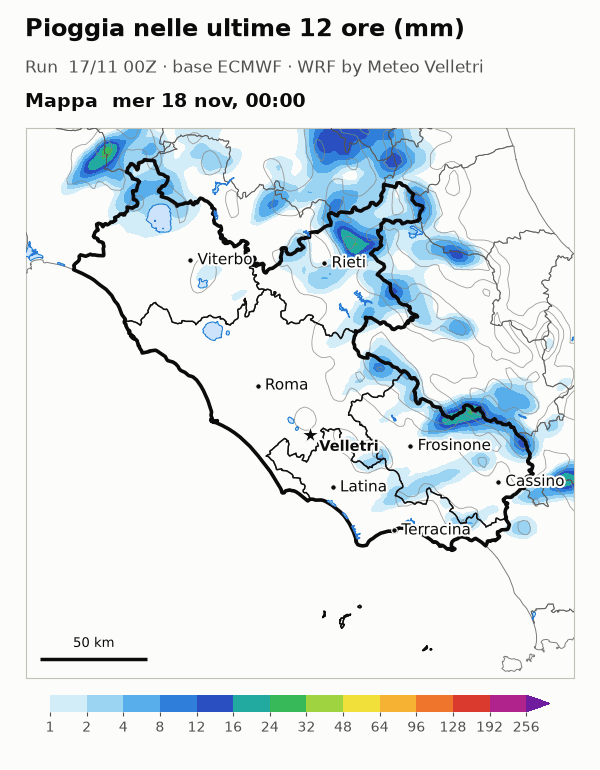 Pioggia nelle ultime 12 ore (mm)
Run  17/11 00Z · base ECMWF · WRF by Meteo Velletri
Mappa  mer 18 nov, 00:00
Viterbo
Rieti
Roma
Velletri
Frosinone
Latina
Cassino
Terracina
50 km
1 2 4 8 12 16 24 32 48 64 96 128 192 256